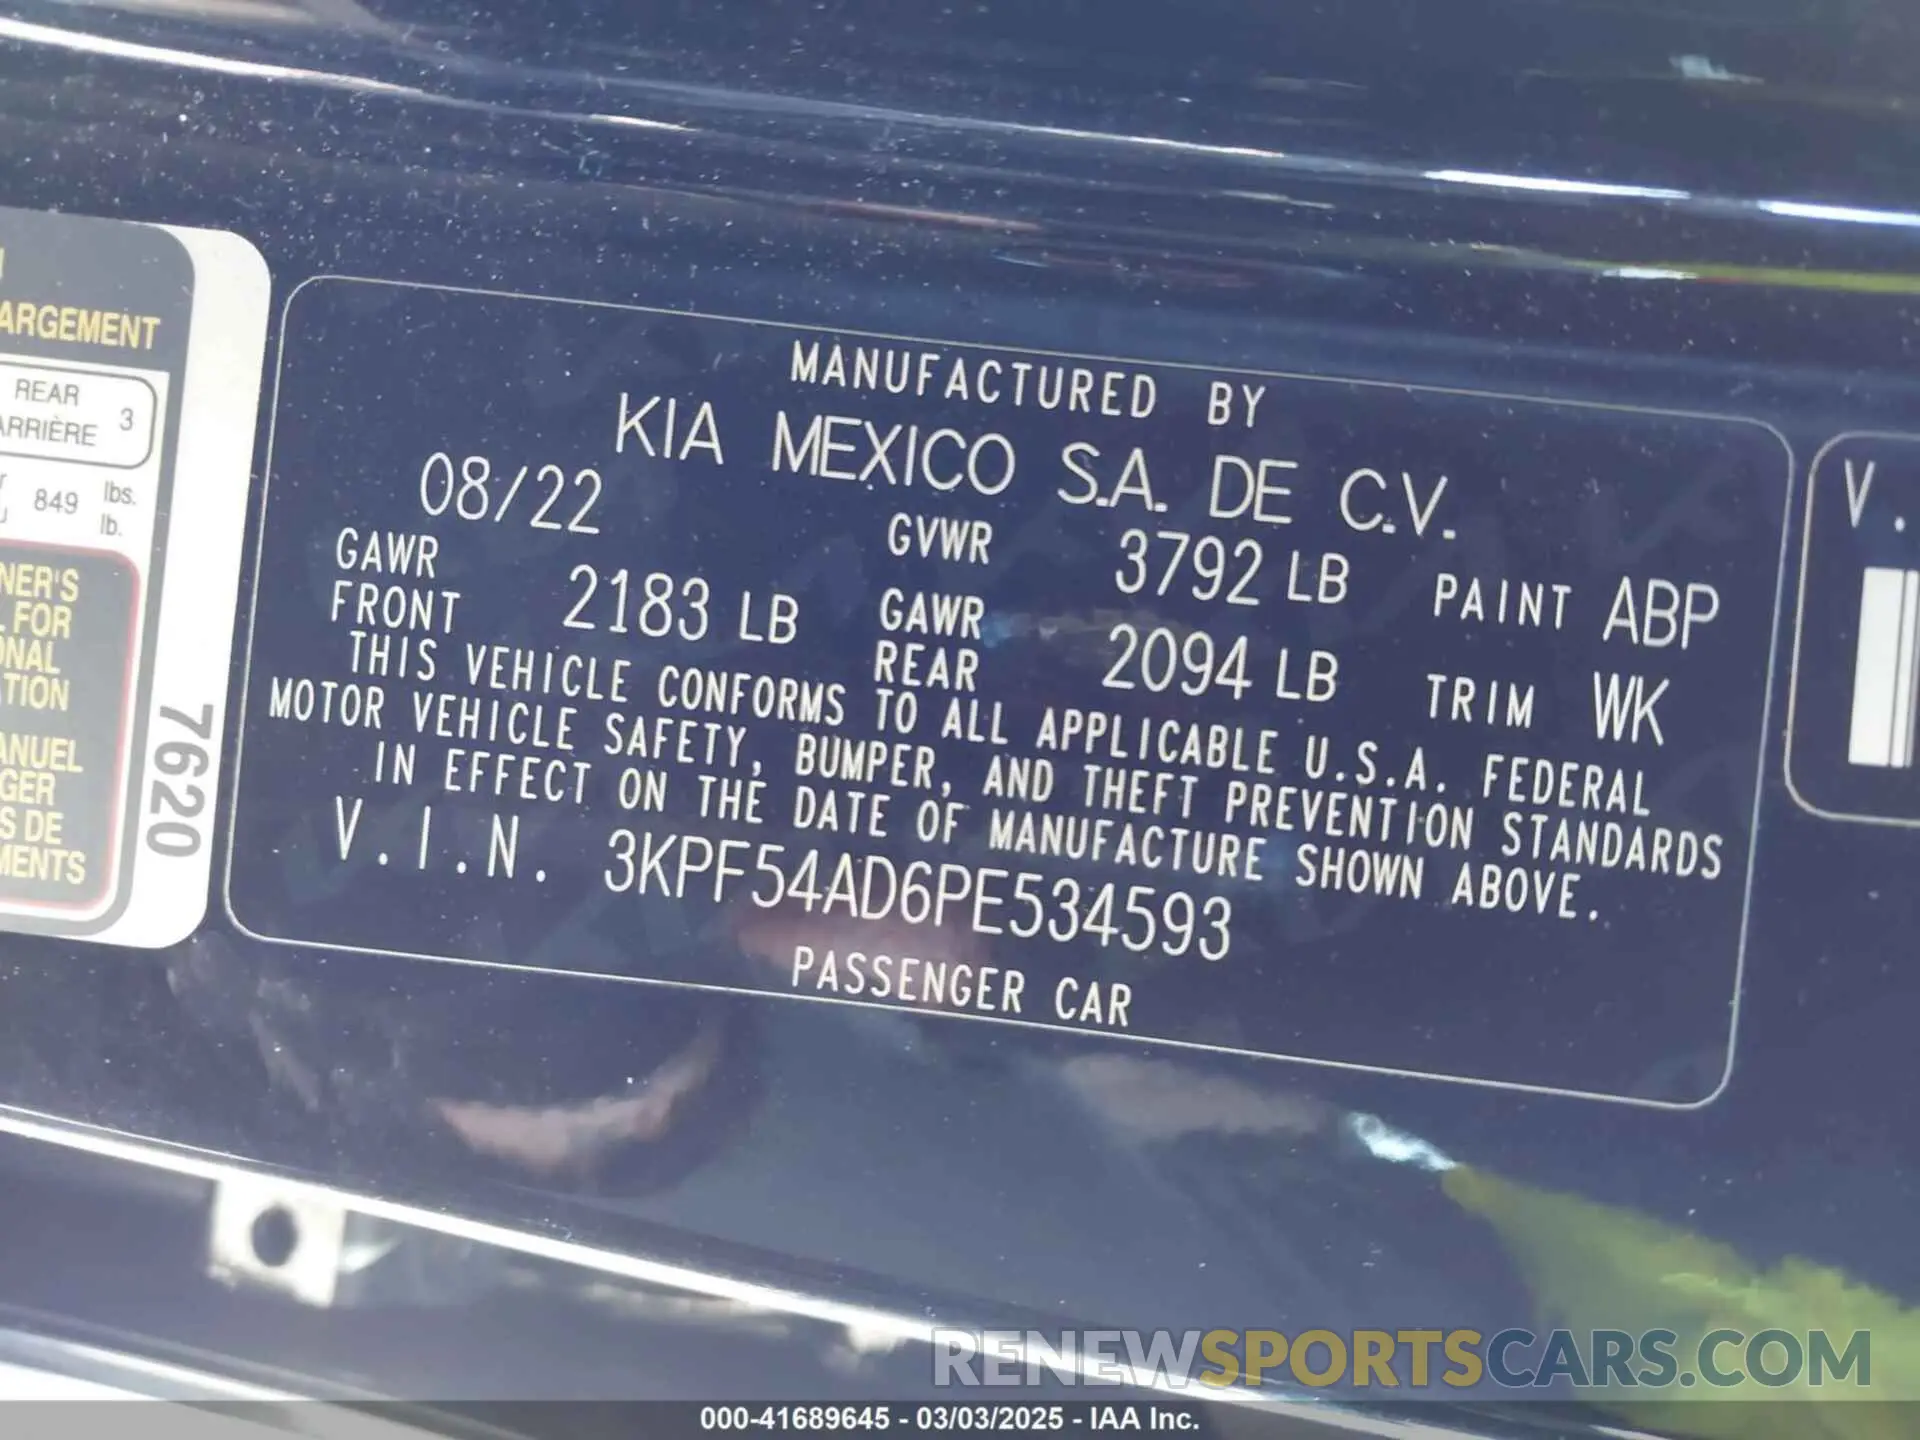 ARGEMENT
REAR 3
ARRIÈRE
849 lbs.
lb.
NER'S
FOR
ONAL
TION
ANUEL
GER
S DE
MENTS
7620
MANUFACTURED BY
KIA MEXICO S.A. DE C.V.
08/22 GVWR 3792 LB PAINT ABP
GAWR FRONT 2183 LB GAWR REAR 2094 LB TRIM WK
THIS VEHICLE CONFORMS TO ALL APPLICABLE U.S.A. FEDERAL
MOTOR VEHICLE SAFETY, BUMPER, AND THEFT PREVENTION STANDARDS
IN EFFECT ON THE DATE OF MANUFACTURE SHOWN ABOVE.
V.I.N. 3KPF54AD6PE534593
PASSENGER CAR
V.
RENEWSPORTSCARS.COM
000-41689645 - 03/03/2025 - IAA Inc.